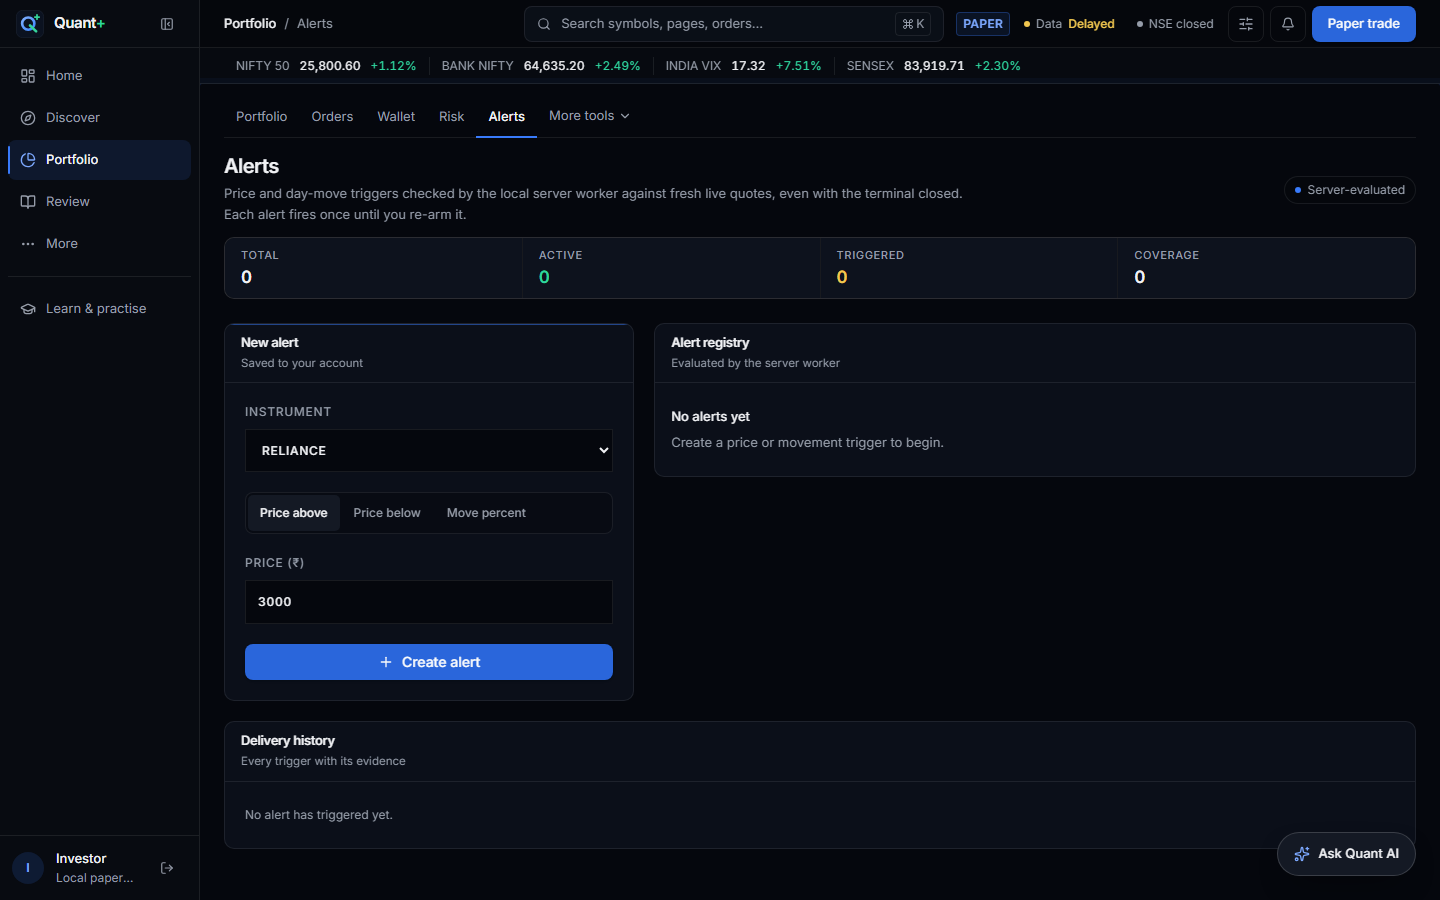 Quant+
Portfolio / Alerts
Search symbols, pages, orders...
⌘ K
PAPER
Data Delayed
NSE closed
Paper trade
NIFTY 50 25,800.60 +1.12%
BANK NIFTY 64,635.20 +2.49%
INDIA VIX 17.32 +7.51%
SENSEX 83,919.71 +2.30%
Home
Discover
Portfolio
Review
More
Learn & practise
Portfolio
Orders
Wallet
Risk
Alerts
More tools
Alerts
Price and day-move triggers checked by the local server worker against fresh live quotes, even with the terminal closed.
Each alert fires once until you re-arm it.
Server-evaluated
TOTAL
0
ACTIVE
0
TRIGGERED
0
COVERAGE
0
New alert
Saved to your account
INSTRUMENT
RELIANCE
Price above
Price below
Move percent
PRICE (₹)
3000
+ Create alert
Alert registry
Evaluated by the server worker
No alerts yet
Create a price or movement trigger to begin.
Delivery history
Every trigger with its evidence
No alert has triggered yet.
I
Investor
Local paper...
Ask Quant AI